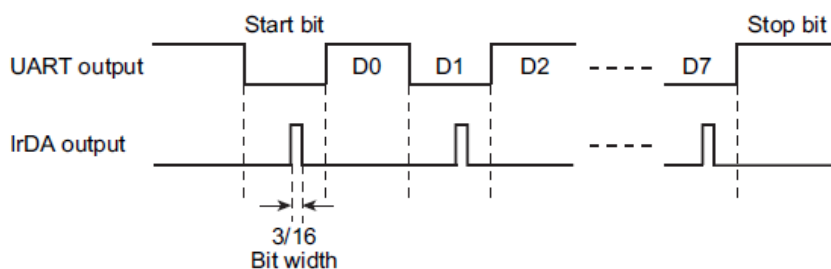 Start bit
Stop bit
UART output
D0
D1
D2
D7
IrDA output
3/16
Bit width